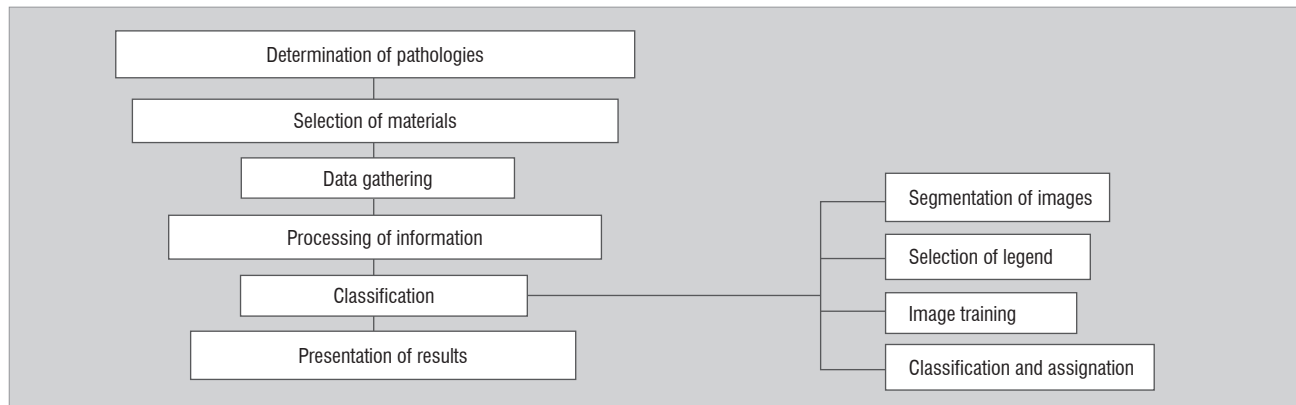 Determination of pathologies
Selection of materials
Data gathering
Processing of information
Classification
Presentation of results
Segmentation of images
Selection of legend
Image training
Classification and assignation